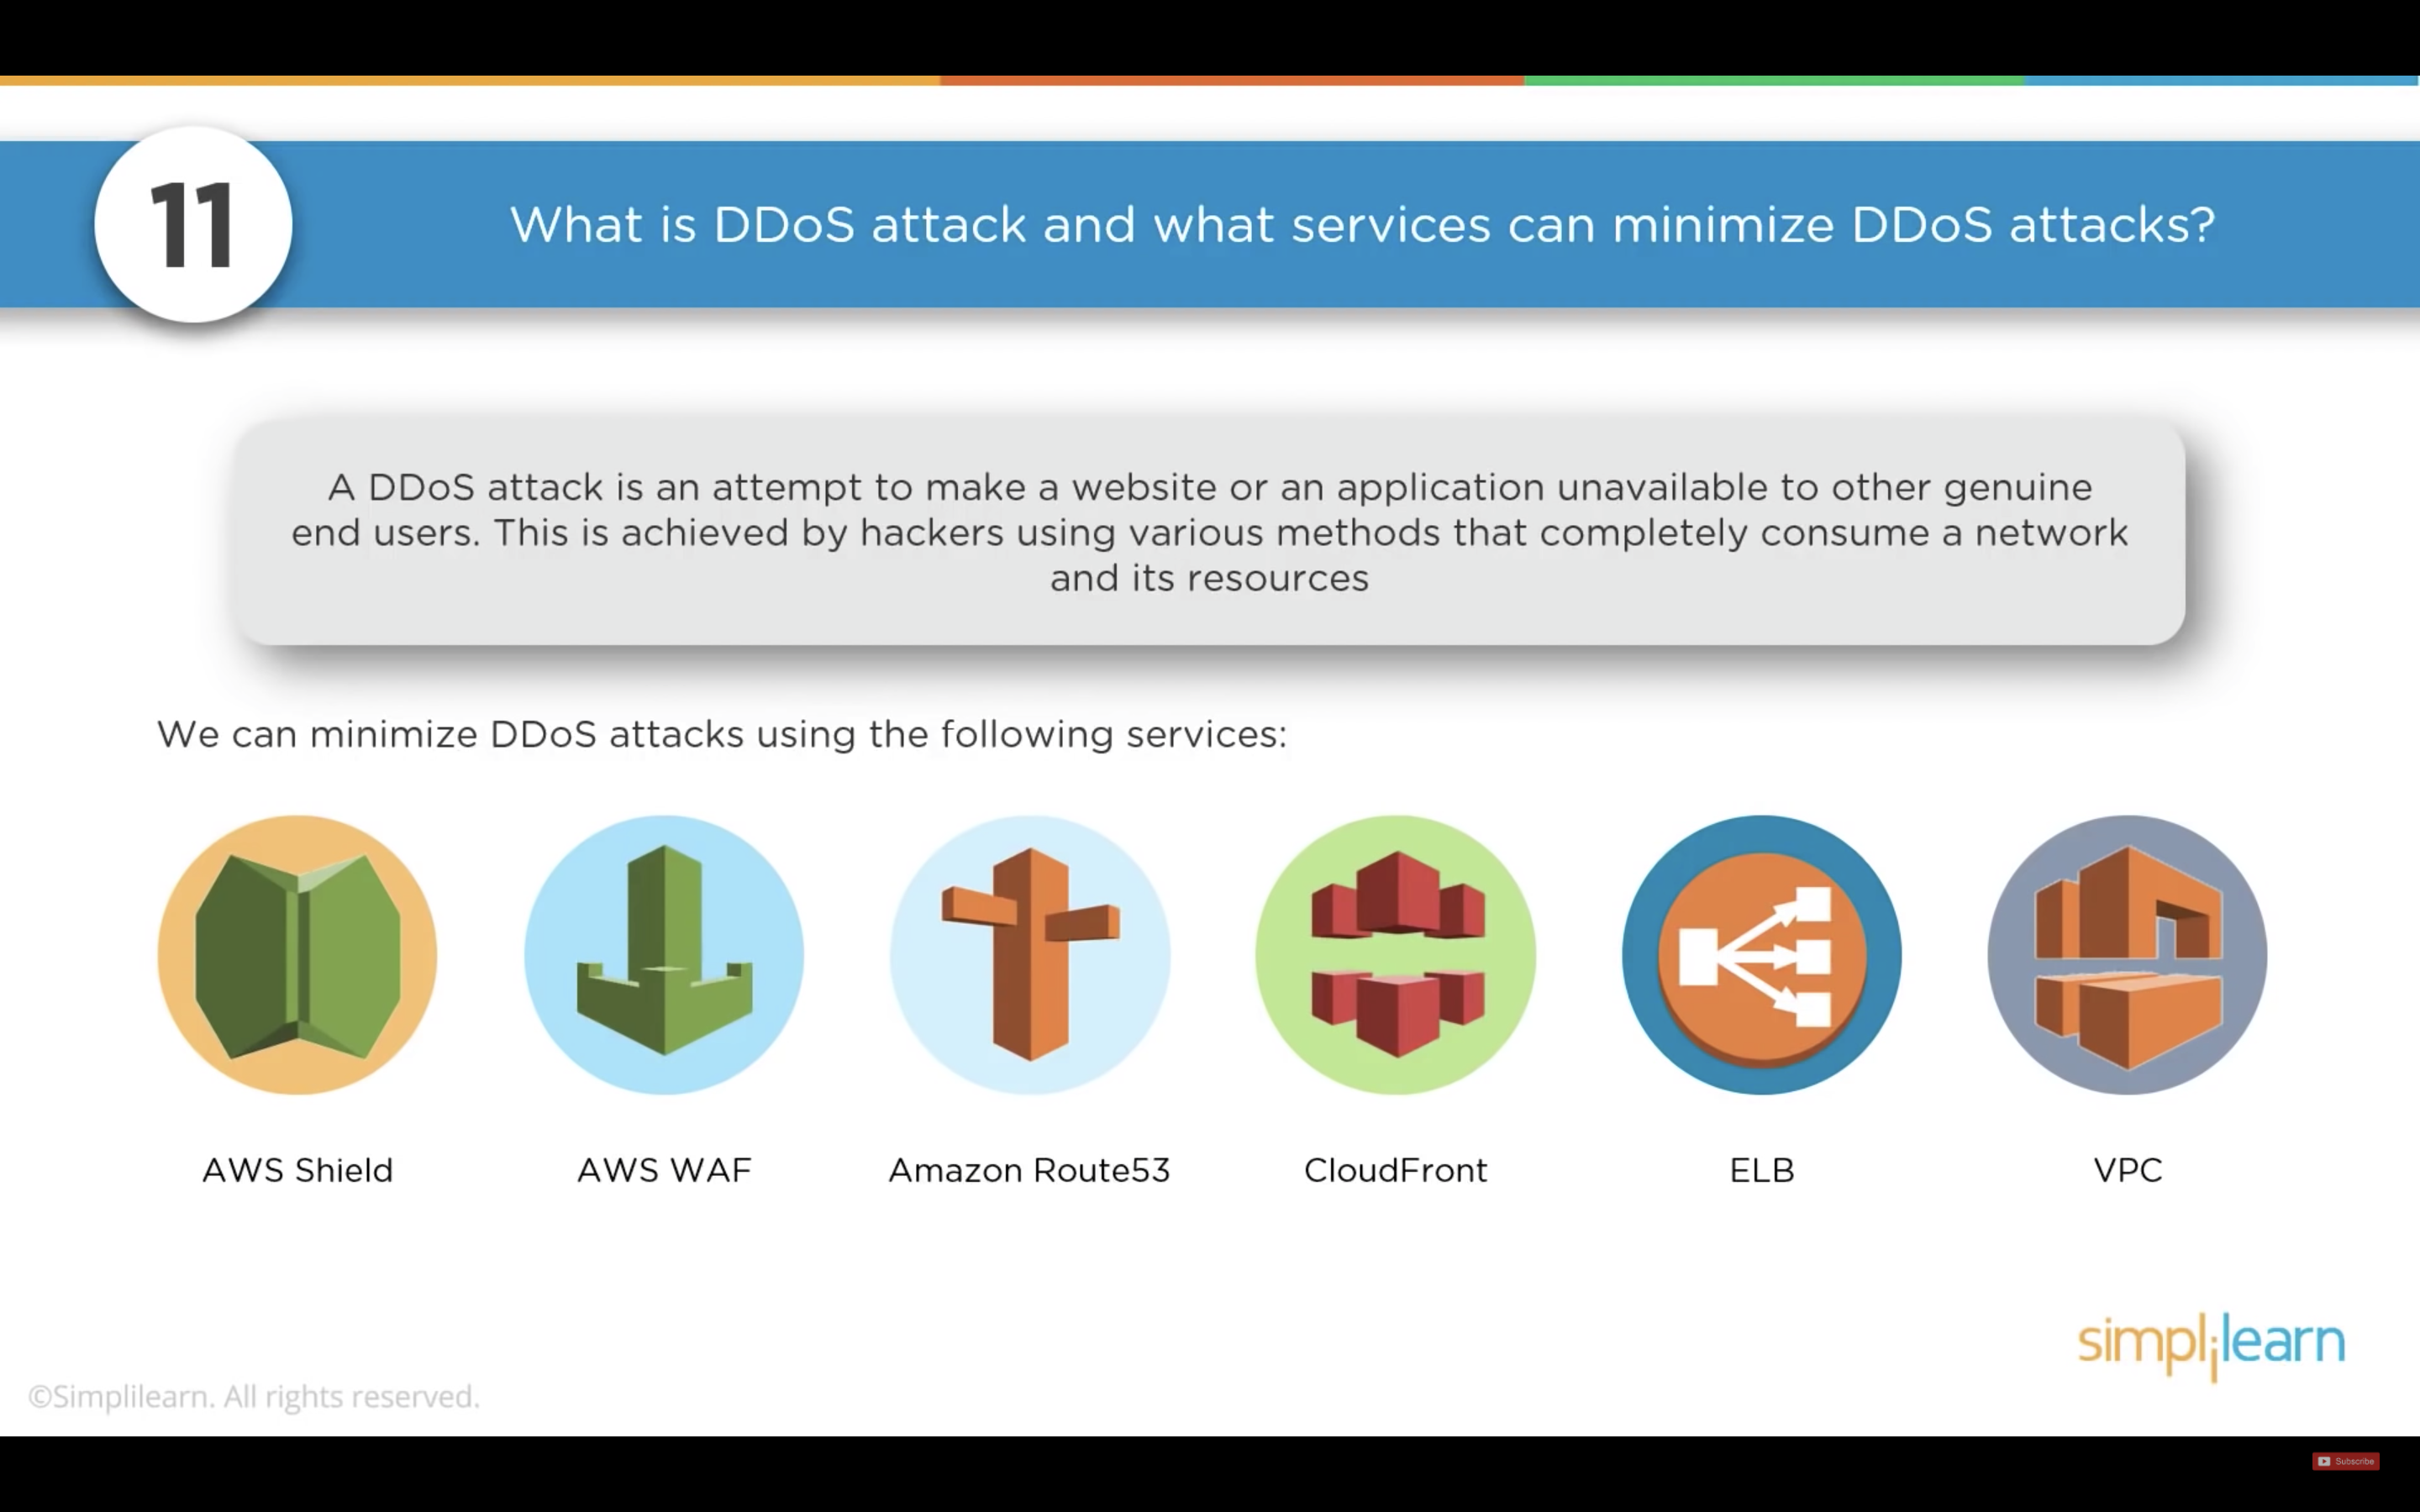 11
What is DDoS attack and what services can minimize DDoS attacks?
A DDoS attack is an attempt to make a website or an application unavailable to other genuine
end users. This is achieved by hackers using various methods that completely consume a network
and its resources
We can minimize DDoS attacks using the following services:
AWS Shield
AWS WAF
Amazon Route53
CloudFront
ELB
VPC
simplilearn
©Simplilearn. All rights reserved.
Subscribe